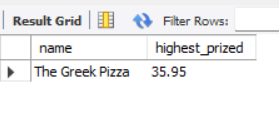 Result Grid Filter Rows:
name highest_prized
The Greek Pizza 35.95